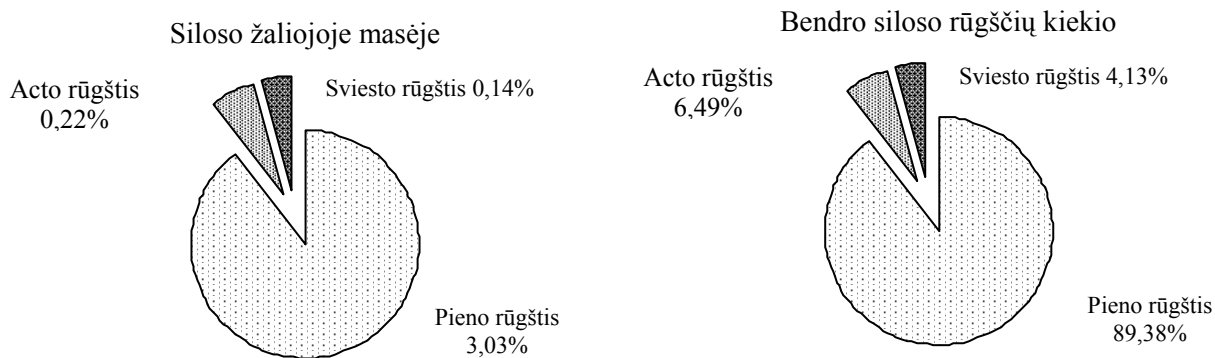 Siloso žaliojoje masėje
Acto rūgštis
0,22%
Sviesto rūgštis 0,14%
Pieno rūgštis
3,03%
Bendro siloso rūgščių kiekio
Acto rūgštis
6,49%
Sviesto rūgštis 4,13%
Pieno rūgštis
89,38%